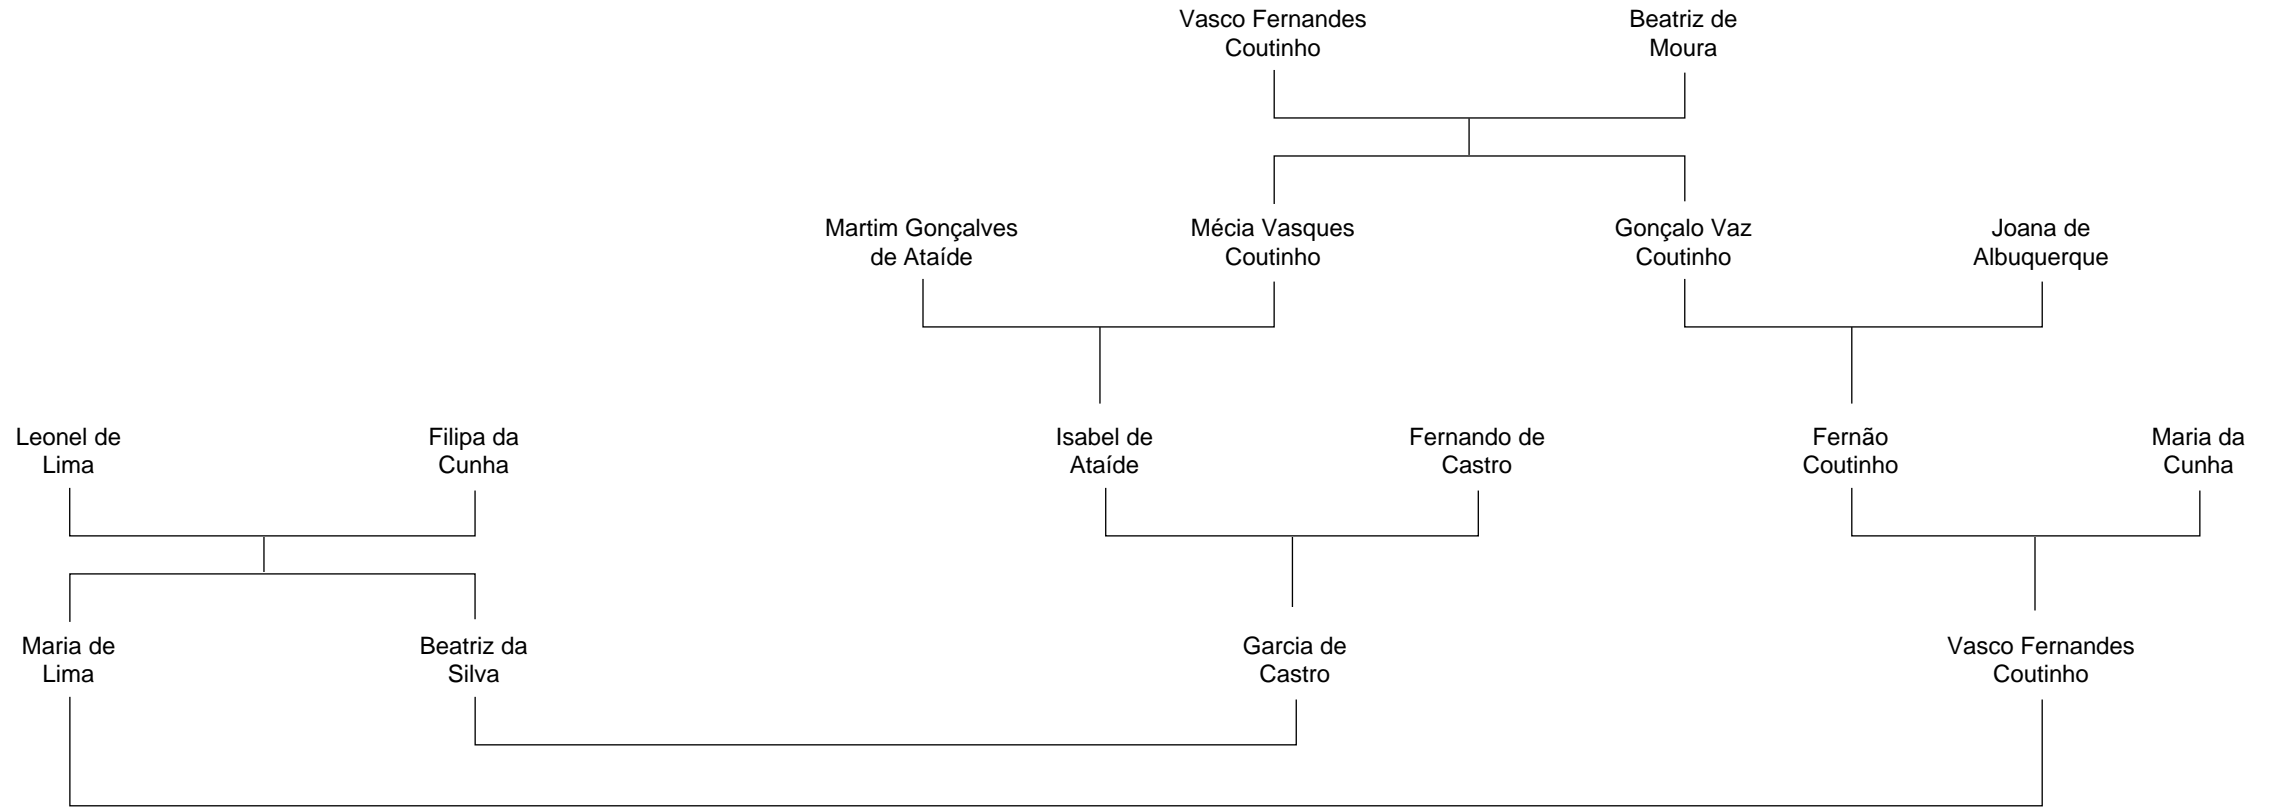 Vasco Fernandes
Coutinho
Beatriz de
Moura
Martim Gonçalves
de Ataíde
Mécia Vasques
Coutinho
Gonçalo Vaz
Coutinho
Joana de
Albuquerque
Leonel de
Lima
Filipa da
Cunha
Isabel de
Ataíde
Fernando de
Castro
Fernão
Coutinho
Maria da
Cunha
Maria de
Lima
Beatriz da
Silva
Garcia de
Castro
Vasco Fernandes
Coutinho